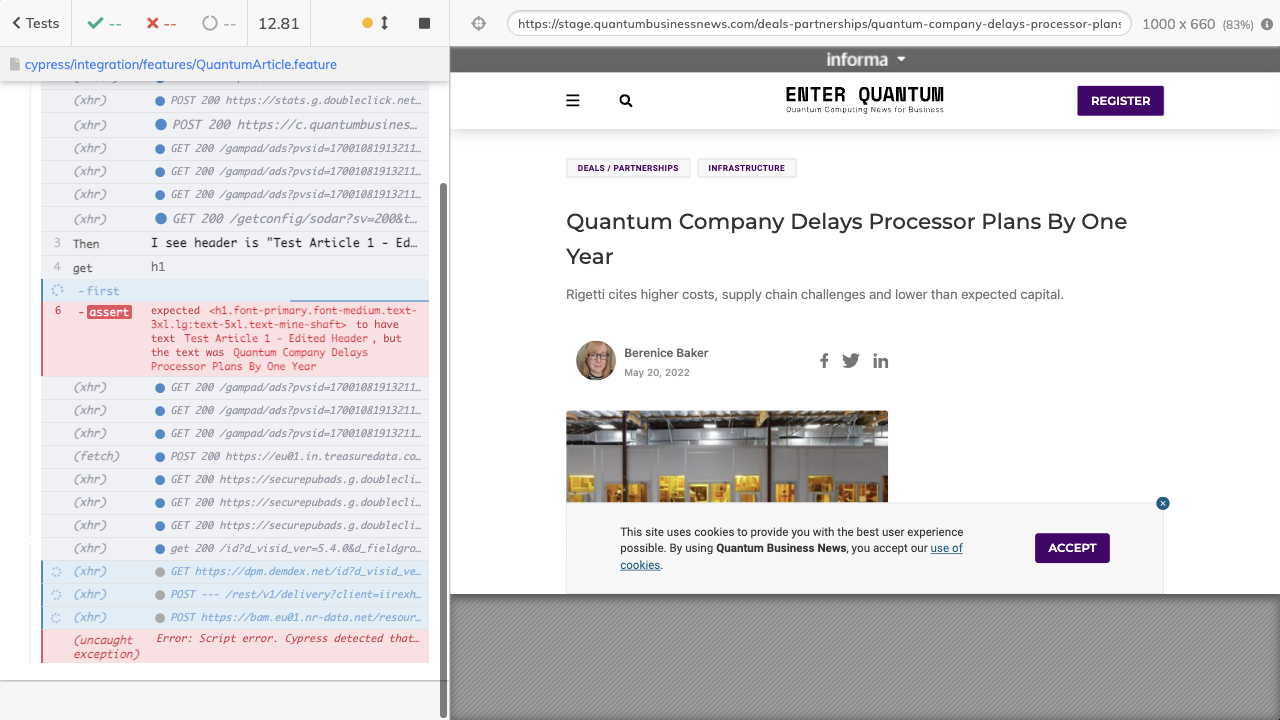 Tests
--
--
--
12.81
https://stage.quantumbusinessnews.com/deals-partnerships/quantum-company-delays-processor-plans
1000 x 660 (83%)
cypress/integration/features/QuantumArticle.feature
(xhr) POST 200 https://stats.g.doubleclick.net…
(xhr) POST 200 https://c.quantumbusines…
(xhr) GET 200 /gampad/ads?pvsid=17001081913211…
(xhr) GET 200 /gampad/ads?pvsid=17001081913211…
(xhr) GET 200 /gampad/ads?pvsid=17001081913211…
(xhr) GET 200 /getconfig/sodar?sv=200&t…
3 Then I see header is "Test Article 1 - Ed…
4 get h1
-first
6 -assert expected <h1.font-primary.font-medium.text-
3xl.lg:text-5xl.text-mine-shaft> to have
text Test Article 1 - Edited Header, but
the text was Quantum Company Delays
Processor Plans By One Year
(xhr) GET 200 /gampad/ads?pvsid=17001081913211…
(xhr) GET 200 /gampad/ads?pvsid=17001081913211…
(xhr) GET 200 /gampad/ads?pvsid=17001081913211…
(fetch) POST 200 https://eu01.in.treasuredata.co…
(xhr) GET 200 https://securepubads.g.doublecli…
(xhr) GET 200 https://securepubads.g.doublecli…
(xhr) GET 200 https://securepubads.g.doublecli…
(xhr) get 200 /id?d_visid_ver=5.4.0&d_fieldgro…
(xhr) GET https://dpm.demdex.net/id?d_visid_ve…
(xhr) POST --- /rest/v1/delivery?client=iirexh…
(xhr) POST https://bam.eu01.nr-data.net/resour…
(uncaught exception) Error: Script error. Cypress detected that…
informa
ENTER QUANTUM
Quantum Computing News for Business
REGISTER
DEALS / PARTNERSHIPS
INFRASTRUCTURE
Quantum Company Delays Processor Plans By One
Year
Rigetti cites higher costs, supply chain challenges and lower than expected capital.
Berenice Baker
May 20, 2022
This site uses cookies to provide you with the best user experience
possible. By using Quantum Business News, you accept our use of
cookies.
ACCEPT